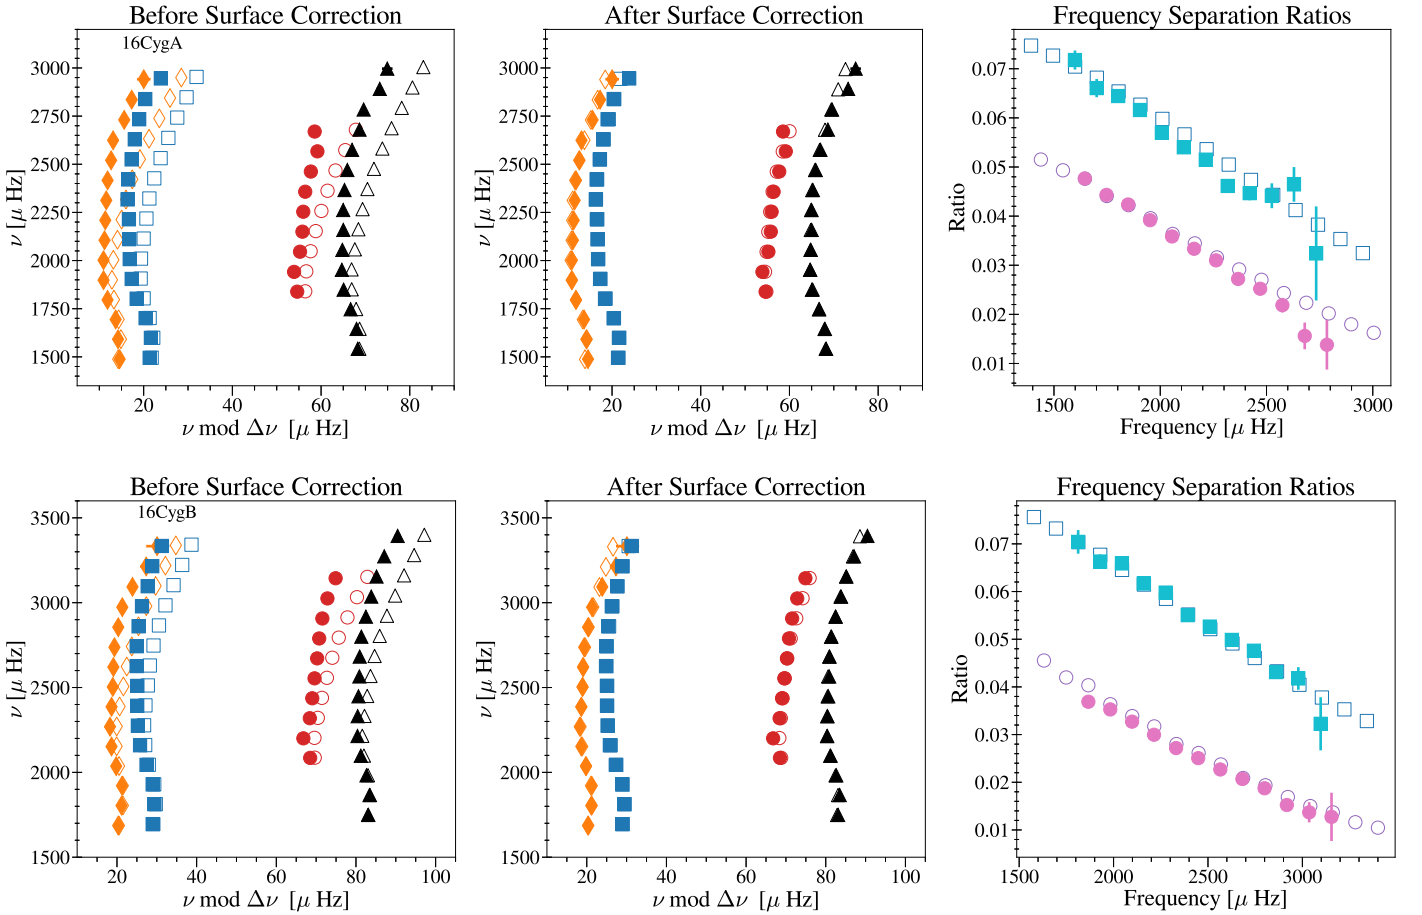 Before Surface Correction
After Surface Correction
Frequency Separation Ratios
16CygA
3000
2750
2500
2250
2000
1750
1500
ν [μ Hz]
20 40 60 80
ν mod Δν [μ Hz]
3000
2750
2500
2250
2000
1750
1500
ν [μ Hz]
20 40 60 80
ν mod Δν [μ Hz]
0.07
0.06
0.05
0.04
0.03
0.02
0.01
Ratio
1500 2000 2500 3000
Frequency [μ Hz]
Before Surface Correction
After Surface Correction
Frequency Separation Ratios
16CygB
3500
3000
2500
2000
1500
ν [μ Hz]
20 40 60 80 100
ν mod Δν [μ Hz]
3500
3000
2500
2000
1500
ν [μ Hz]
20 40 60 80 100
ν mod Δν [μ Hz]
0.07
0.06
0.05
0.04
0.03
0.02
0.01
Ratio
1500 2000 2500 3000
Frequency [μ Hz]